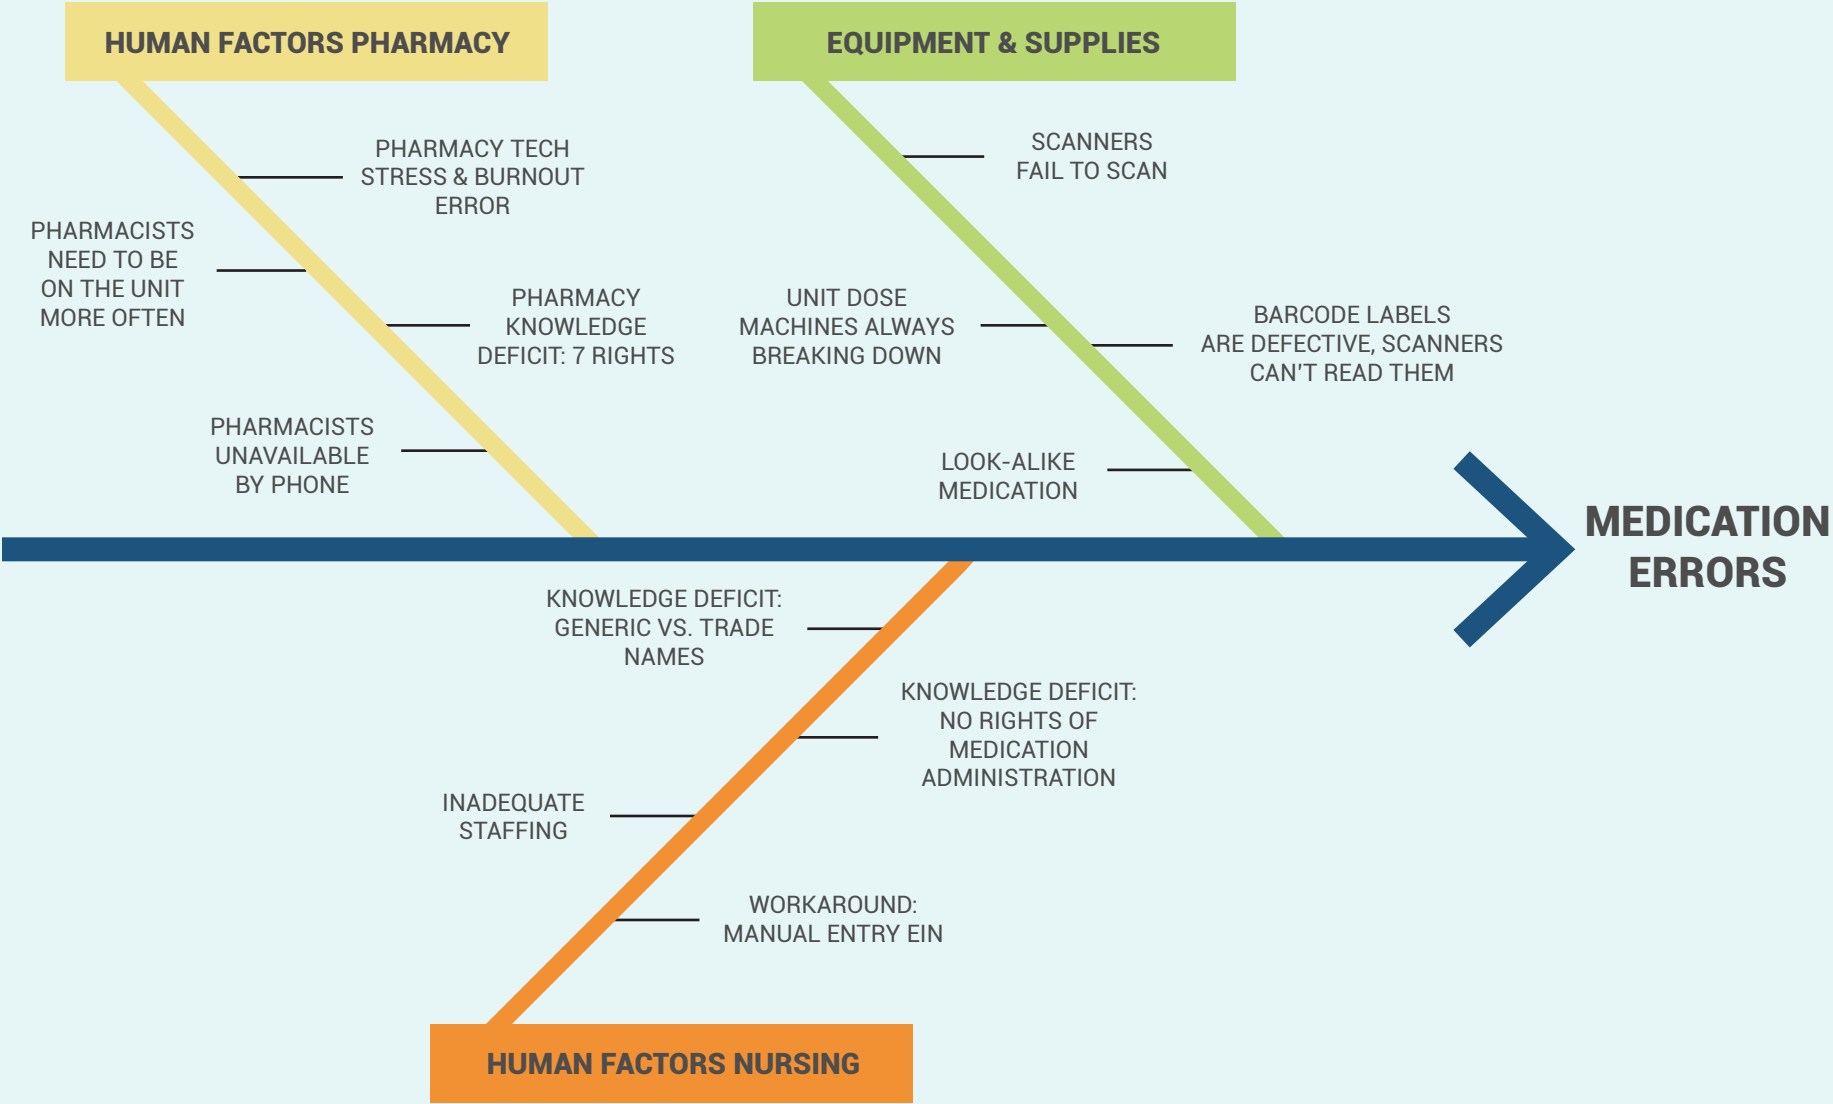 HUMAN FACTORS PHARMACY
EQUIPMENT & SUPPLIES
PHARMACY TECH
STRESS & BURNOUT
ERROR
PHARMACISTS
NEED TO BE
ON THE UNIT
MORE OFTEN
PHARMACY
KNOWLEDGE
DEFICIT: 7 RIGHTS
PHARMACISTS
UNAVAILABLE
BY PHONE
SCANNERS
FAIL TO SCAN
UNIT DOSE
MACHINES ALWAYS
BREAKING DOWN
BARCODE LABELS
ARE DEFECTIVE, SCANNERS
CAN'T READ THEM
LOOK-ALIKE
MEDICATION
MEDICATION
ERRORS
KNOWLEDGE DEFICIT:
GENERIC VS. TRADE
NAMES
KNOWLEDGE DEFICIT:
NO RIGHTS OF
MEDICATION
ADMINISTRATION
INADEQUATE
STAFFING
WORKAROUND:
MANUAL ENTRY EIN
HUMAN FACTORS NURSING